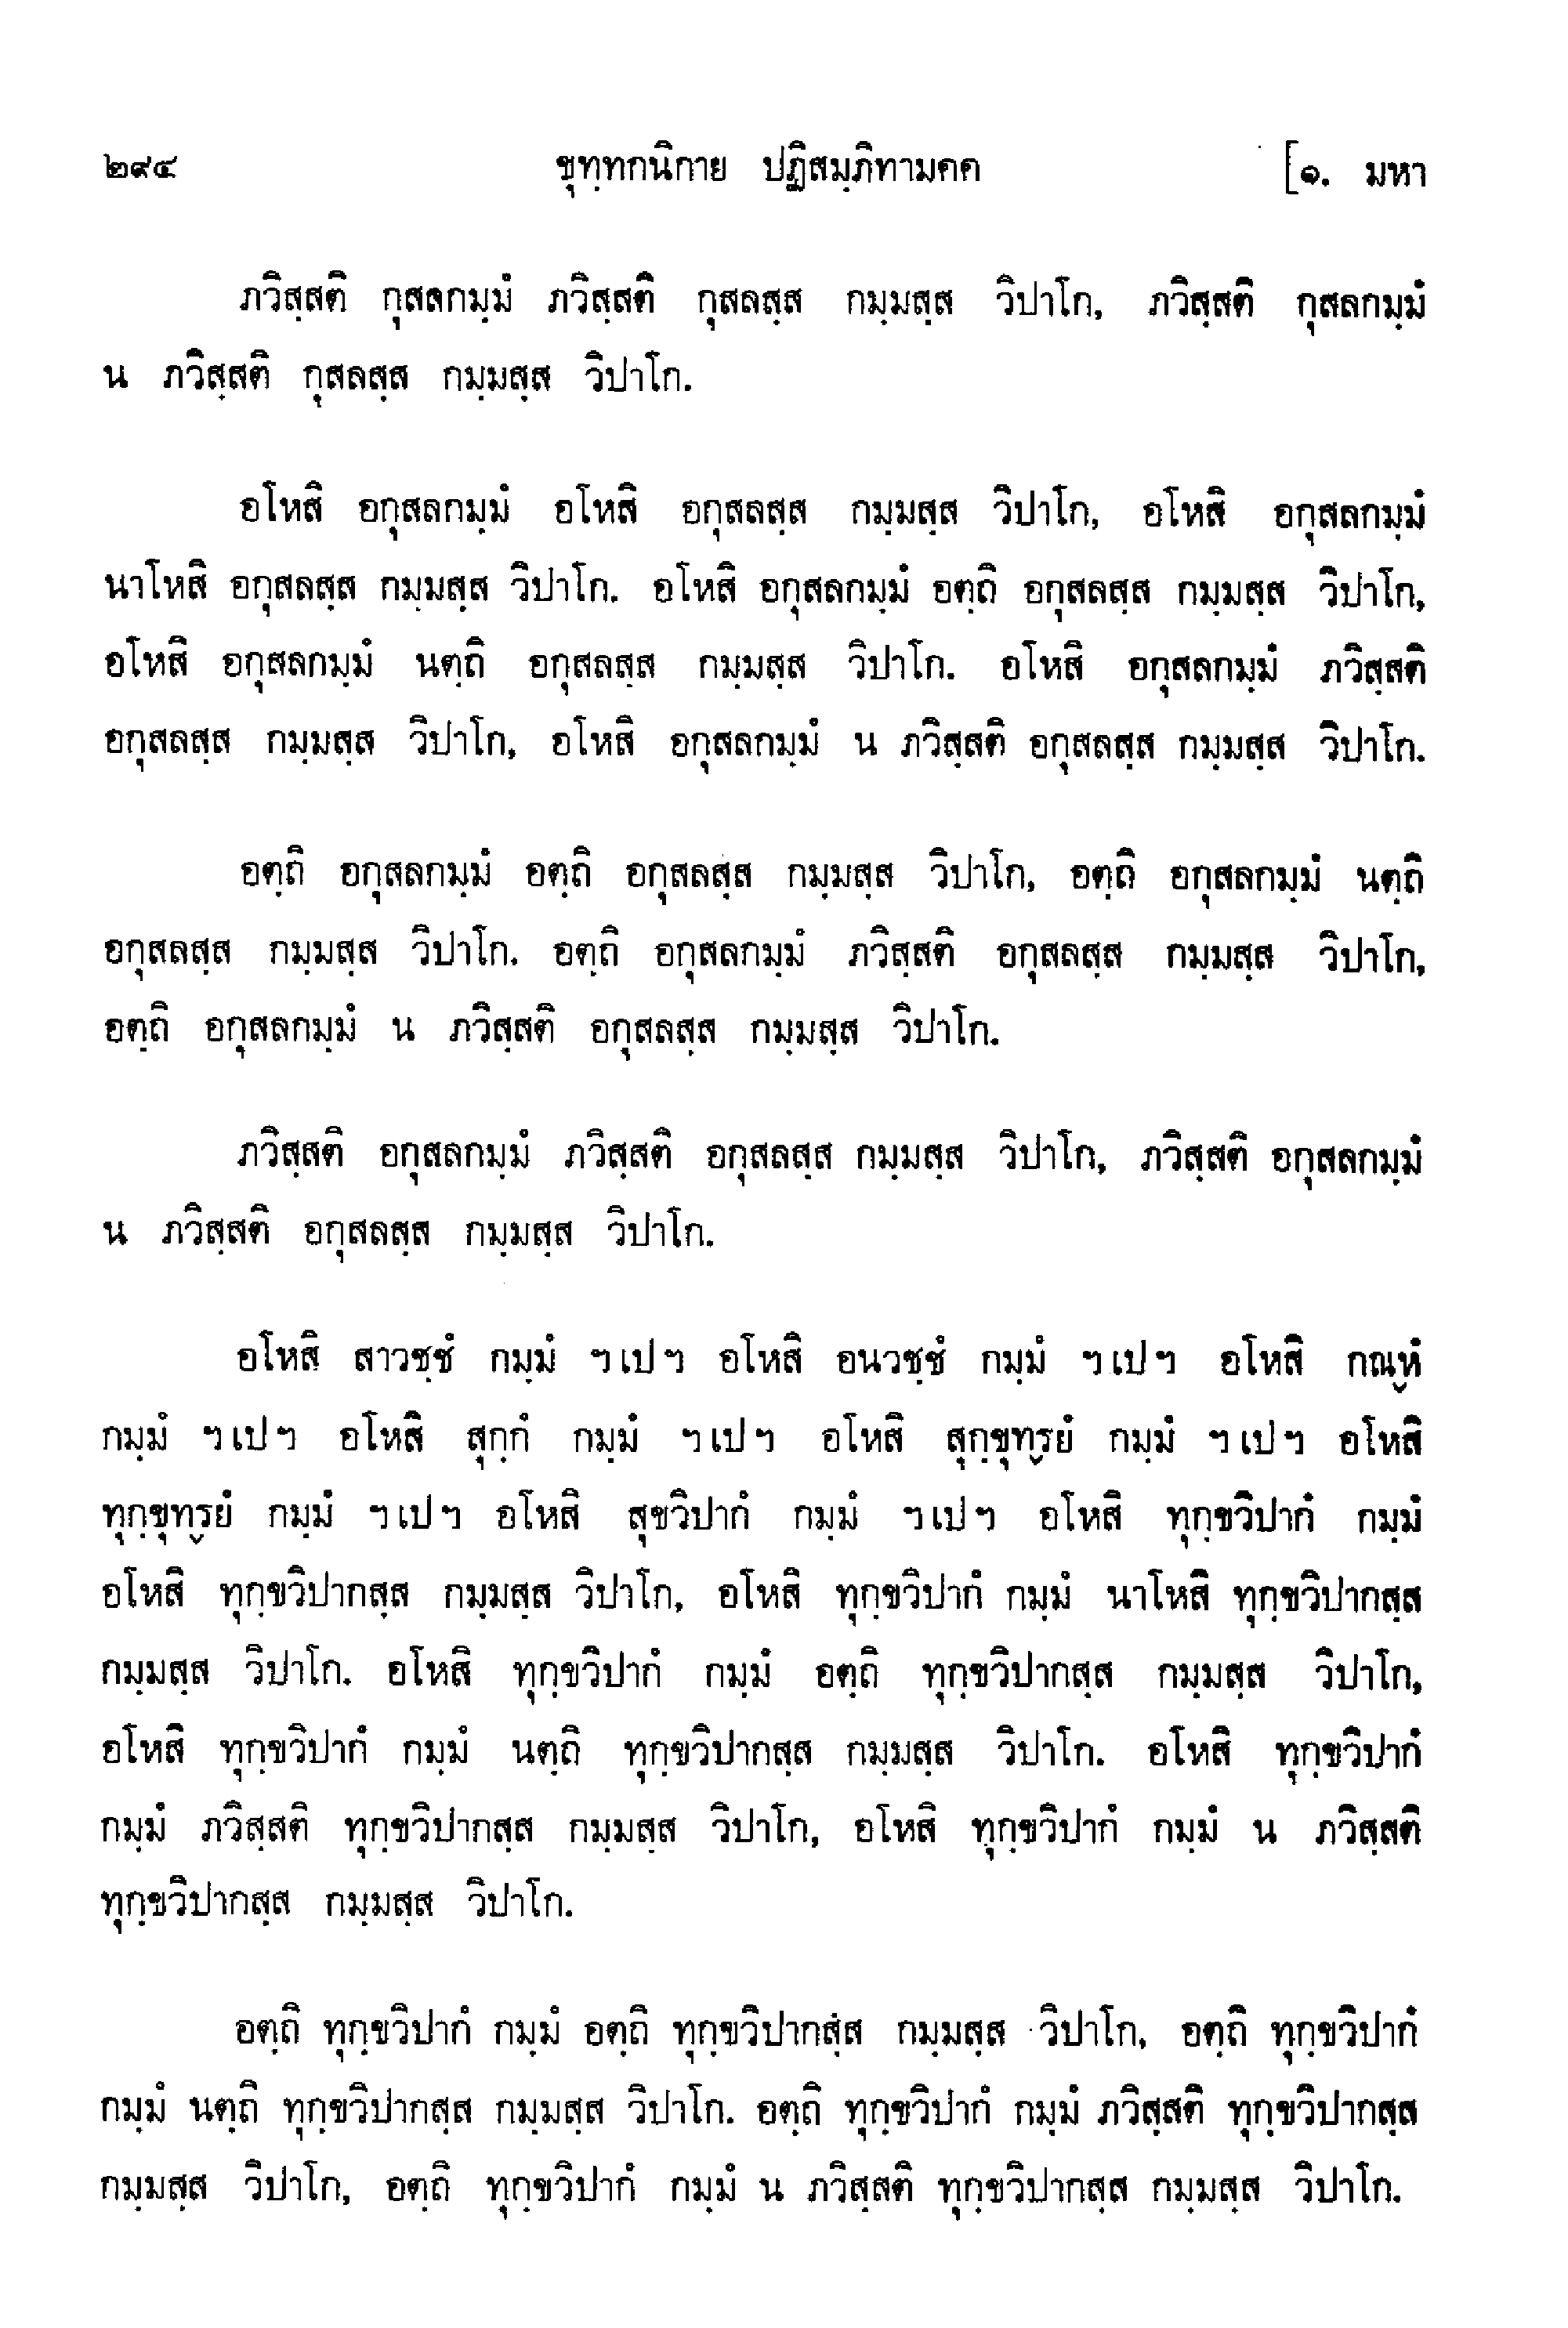 ๒๙๔ ขุทฺทกนิกาย ปฏิสมฺภิทามคค [๑. มหา
ภวิสฺสติ กุสลกมฺมํ ภวิสฺสติ กุสลสฺส กมฺมสฺส วิปาโก, ภวิสฺสติ กุสลกมฺมํ
น ภวิสฺสติ กุสลสฺส กมฺมสฺส วิปาโก.
อโหสิ อกุสลกมฺมํ อโหสิ อกุสลสฺส กมฺมสฺส วิปาโก, อโหสิ อกุสลกมฺมํ
นาโหสิ อกุสลสฺส กมฺมสฺส วิปาโก. อโหสิ อกุสลกมฺมํ อตฺถิ อกุสลสฺส กมฺมสฺส วิปาโก,
อโหสิ อกุสลกมฺมํ นตฺถิ อกุสลสฺส กมฺมสฺส วิปาโก. อโหสิ อกุสลกมฺมํ ภวิสฺสติ
อกุสลสฺส กมฺมสฺส วิปาโก, อโหสิ อกุสลกมฺมํ น ภวิสฺสติ อกุสลสฺส กมฺมสฺส วิปาโก.
อตฺถิ อกุสลกมฺมํ อตฺถิ อกุสลสฺส กมฺมสฺส วิปาโก, อตฺถิ อกุสลกมฺมํ นตฺถิ
อกุสลสฺส กมฺมสฺส วิปาโก. อตฺถิ อกุสลกมฺมํ ภวิสฺสติ อกุสลสฺส กมฺมสฺส วิปาโก,
อตฺถิ อกุสลกมฺมํ น ภวิสฺสติ อกุสลสฺส กมฺมสฺส วิปาโก.
ภวิสฺสติ อกุสลกมฺมํ ภวิสฺสติ อกุสลสฺส กมฺมสฺส วิปาโก, ภวิสฺสติ อกุสลกมฺมํ
น ภวิสฺสติ อกุสลสฺส กมฺมสฺส วิปาโก.
อโหสิ สาวชฺชํ กมฺมํ ฯเปฯ อโหสิ อนวชฺชํ กมฺมํ ฯเปฯ อโหสิ กณฺหํ
กมฺมํ ฯเปฯ อโหสิ สุกฺกํ กมฺมํ ฯเปฯ อโหสิ สุกฺขุทฺรยํ กมฺมํ ฯเปฯ อโหสิ
ทุกฺขุทฺรยํ กมฺมํ ฯเปฯ อโหสิ สุขวิปากํ กมฺมํ ฯเปฯ อโหสิ ทุกฺขวิปากํ กมฺมํ
อโหสิ ทุกฺขวิปากสฺส กมฺมสฺส วิปาโก, อโหสิ ทุกฺขวิปากํ กมฺมํ นาโหสิ ทุกฺขวิปากสฺส
กมฺมสฺส วิปาโก. อโหสิ ทุกฺขวิปากํ กมฺมํ อตฺถิ ทุกฺขวิปากสฺส กมฺมสฺส วิปาโก,
อโหสิ ทุกฺขวิปากํ กมฺมํ นตฺถิ ทุกฺขวิปากสฺส กมฺมสฺส วิปาโก. อโหสิ ทุกฺขวิปากํ
กมฺมํ ภวิสฺสติ ทุกฺขวิปากสฺส กมฺมสฺส วิปาโก, อโหสิ ทุกฺขวิปากํ กมฺมํ น ภวิสฺสติ
ทุกฺขวิปากสฺส กมฺมสฺส วิปาโก.
อตฺถิ ทุกฺขวิปากํ กมฺมํ อตฺถิ ทุกฺขวิปากสฺส กมฺมสฺส วิปาโก, อตฺถิ ทุกฺขวิปากํ
กมฺมํ นตฺถิ ทุกฺขวิปากสฺส กมฺมสฺส วิปาโก. อตฺถิ ทุกฺขวิปากํ กมฺมํ ภวิสฺสติ ทุกฺขวิปากสฺส
กมฺมสฺส วิปาโก, อตฺถิ ทุกฺขวิปากํ กมฺมํ น ภวิสฺสติ ทุกฺขวิปากสฺส กมฺมสฺส วิปาโก.